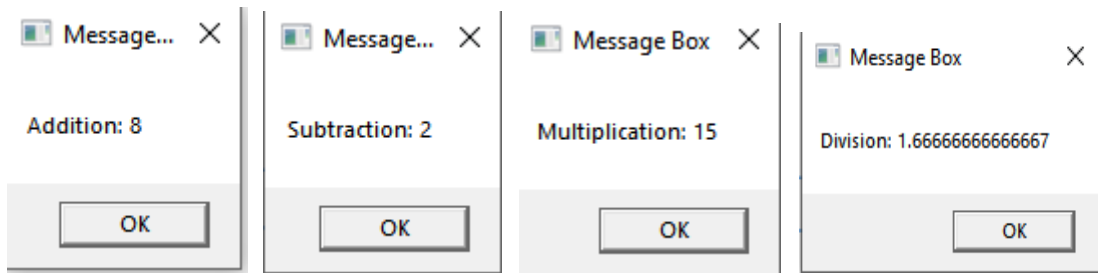 Message...
Addition: 8
OK
Message...
Subtraction: 2
OK
Message Box
Multiplication: 15
OK
Message Box
Division: 1.66666666666667
OK